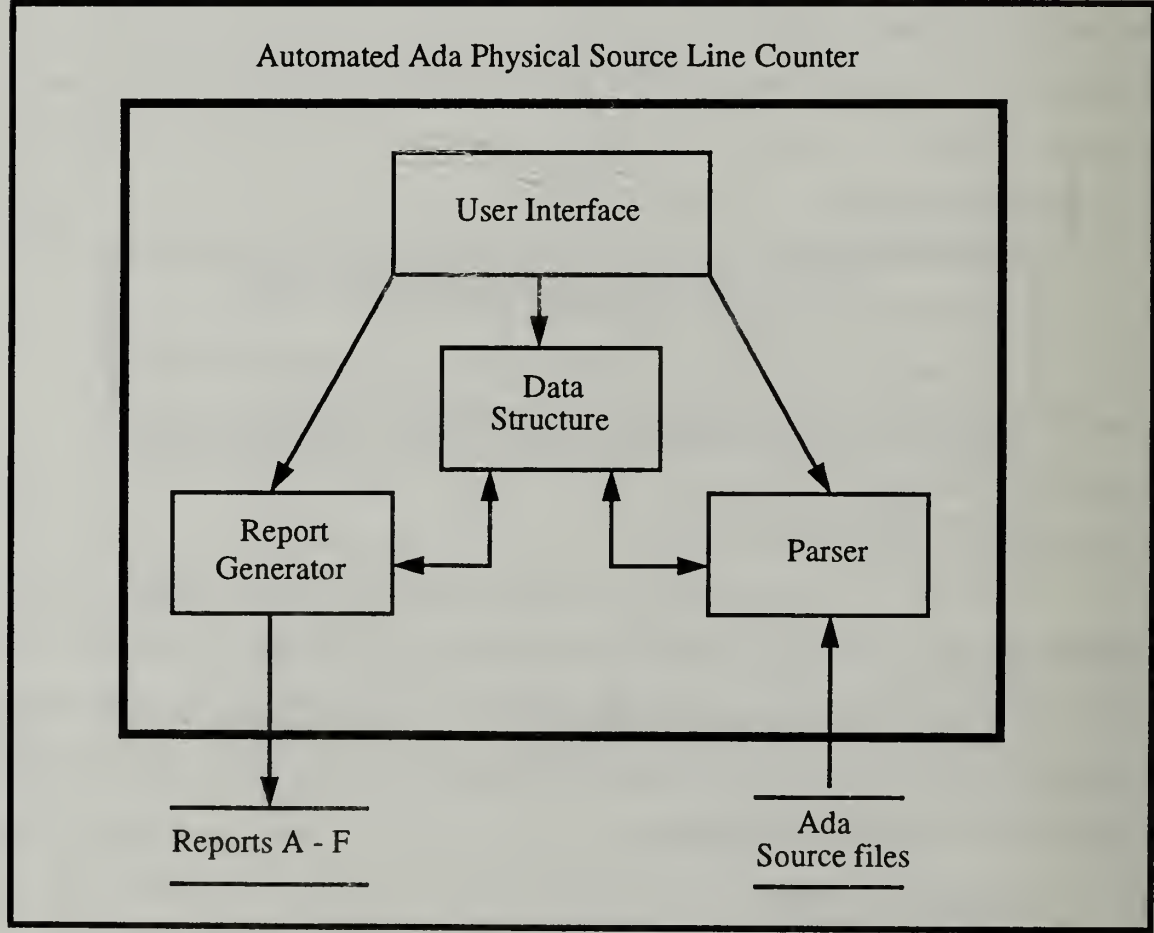 Automated Ada Physical Source Line Counter
User Interface
Data
Structure
Report
Generator
Parser
Reports A - F
Ada
Source files